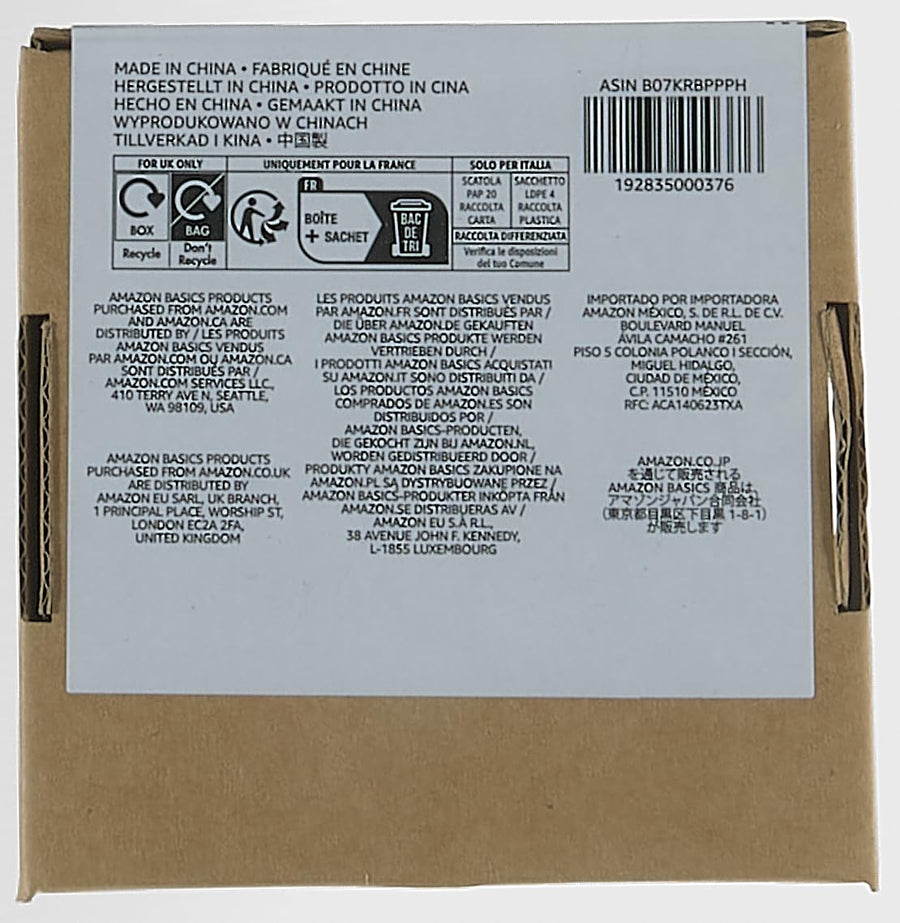 MADE IN CHINA • FABRIQUÉ EN CHINE
HERGESTELLT IN CHINA • PRODOTTO IN CINA
HECHO EN CHINA • GEMAAKT IN CHINA
WYPRODUKOWANO W CHINACH
TILLVERKAD I KINA • 中国製
ASIN B07KRBPPPH
192835000376
FOR UK ONLY
BOX
BAG
Recycle
Don't
Recycle
UNIQUEMENT POUR LA FRANCE
FR
BOÎTE
+ SACHET
BAC
DE
TRI
SOLO PER ITALIA
SCATOLA
PAP 20
RACCOLTA
CARTA
SACCHETTO
LDPE 4
RACCOLTA
PLASTICA
RACCOLTA DIFFERENZIATA
Verifica le disposizioni
del tuo Comune
AMAZON BASICS PRODUCTS
PURCHASED FROM AMAZON.COM
AND AMAZON.CA ARE
DISTRIBUTED BY / LES PRODUITS
AMAZON BASICS VENDUS
PAR AMAZON.COM OU AMAZON.CA
SONT DISTRIBUÉS PAR /
AMAZON.COM SERVICES LLC,
410 TERRY AVE N, SEATTLE,
WA 98109, USA
AMAZON BASICS PRODUCTS
PURCHASED FROM AMAZON.CO.UK
ARE DISTRIBUTED BY
AMAZON EU SARL, UK BRANCH,
1 PRINCIPAL PLACE, WORSHIP ST,
LONDON EC2A 2FA,
UNITED KINGDOM
LES PRODUITS AMAZON BASICS VENDUS
PAR AMAZON.FR SONT DISTRIBUÉS PAR /
DIE ÜBER AMAZON.DE GEKAUFTEN
AMAZON BASICS PRODUKTE WERDEN
VERTRIEBEN DURCH /
I PRODOTTI AMAZON BASICS ACQUISTATI
SU AMAZON.IT SONO DISTRIBUITI DA /
LOS PRODUCTOS AMAZON BASICS
COMPRADOS DE AMAZON.ES SON
DISTRIBUIDOS POR /
AMAZON BASICS-PRODUCTEN,
DIE GEKOCHT ZIJN BIJ AMAZON.NL,
WORDEN GEDISTRIBUEERD DOOR /
PRODUKTY AMAZON BASICS ZAKUPIONE NA
AMAZON.PL SĄ DYSTRYBUOWANE PRZEZ /
AMAZON BASICS-PRODUKTER INKÖPTA FRÅN
AMAZON.SE DISTRIBUERAS AV /
AMAZON EU S.À R.L.,
38 AVENUE JOHN F. KENNEDY,
L-1855 LUXEMBOURG
IMPORTADO POR IMPORTADORA
AMAZON MÉXICO, S. DE R.L. DE C.V.
BOULEVARD MANUEL
ÁVILA CAMACHO #261
PISO 5 COLONIA POLANCO I SECCIÓN,
MIGUEL HIDALGO,
CIUDAD DE MÉXICO,
C.P. 11510 MÉXICO
RFC: ACA140623TXA
AMAZON.CO.JP
を通じて販売される
AMAZON BASICS 商品は、
アマゾンジャパン合同会社
（東京都目黒区下目黒 1-8-1）
が販売します